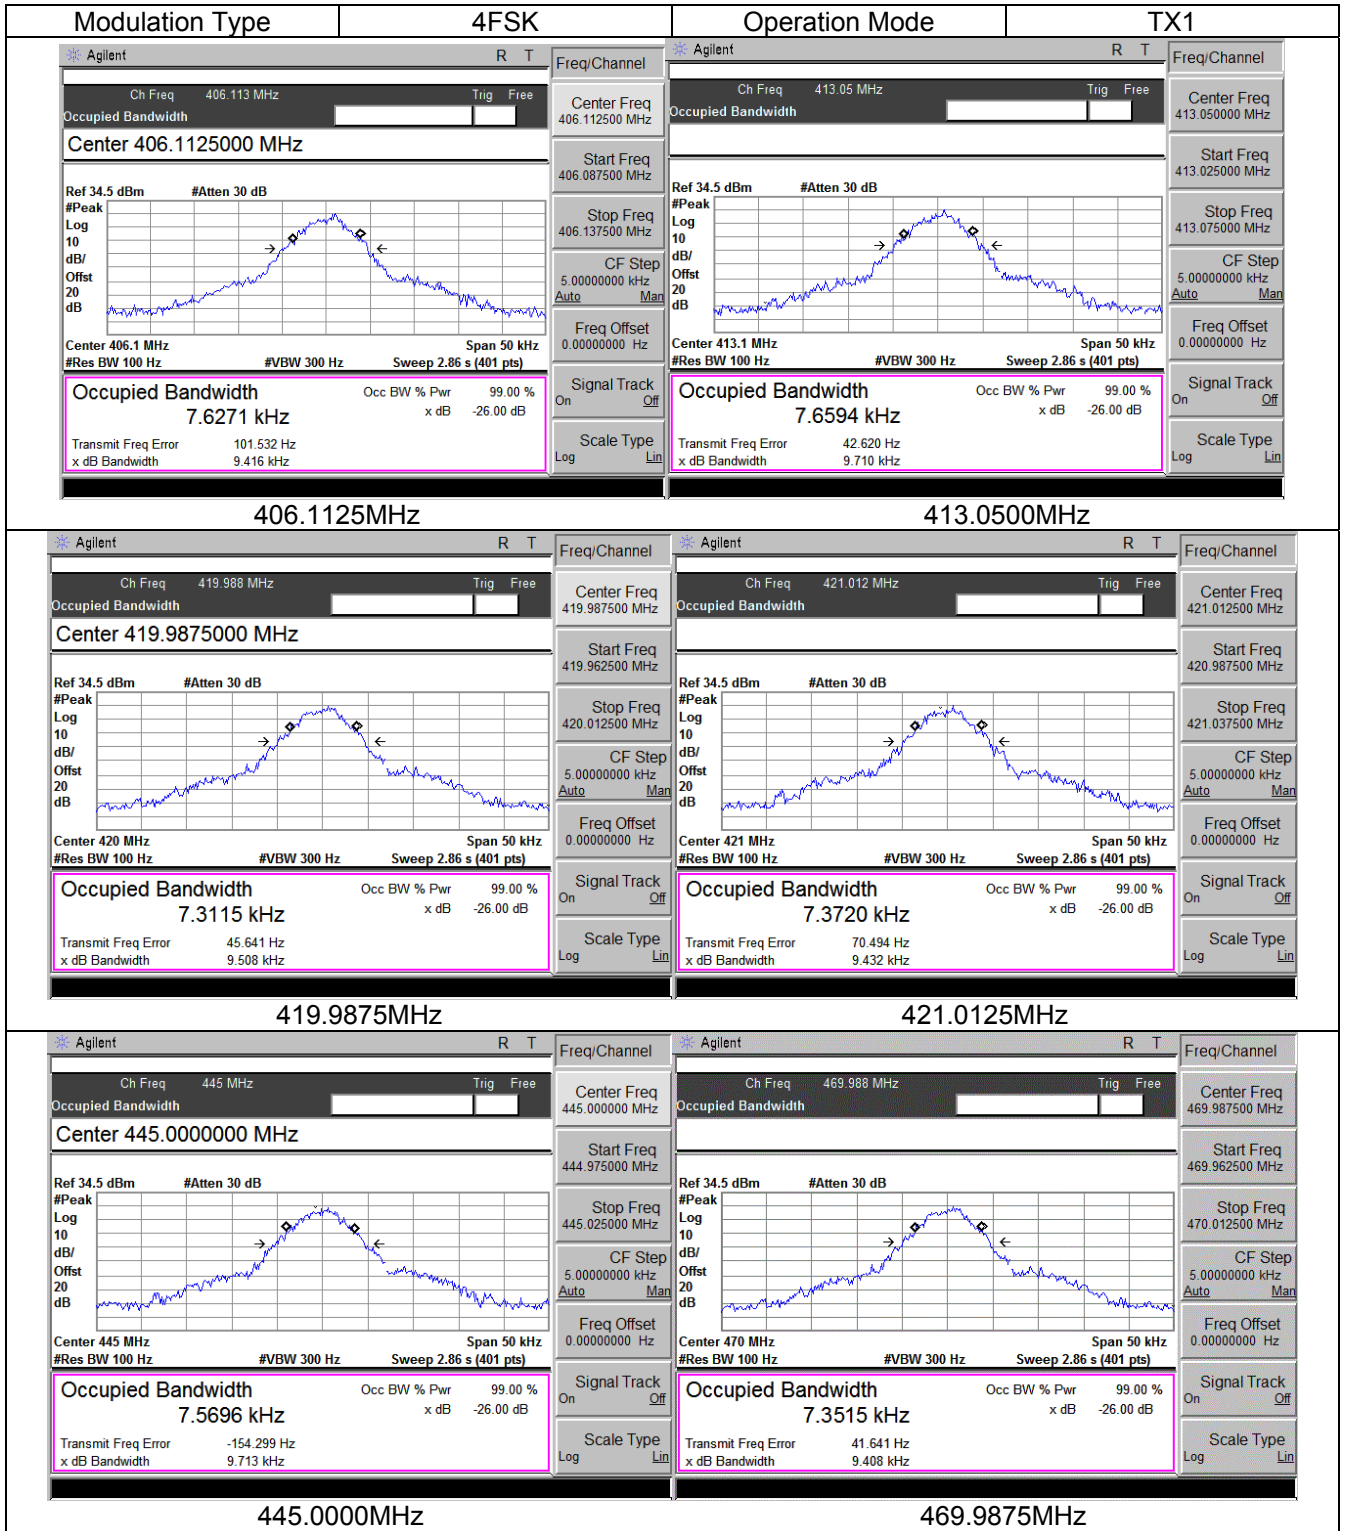 Modulation Type 4FSK Operation Mode TX1
Agilent R T
Freq/Channel
Ch Freq 406.113 MHz Trig Free
Occupied Bandwidth
Center 406.1125000 MHz
Ref 34.5 dBm #Atten 30 dB
#Peak
Log
10
dB/
Offst
20
dB
Center 406.1 MHz Span 50 kHz
#Res BW 100 Hz #VBW 300 Hz Sweep 2.86 s (401 pts)
Occupied Bandwidth Occ BW % Pwr 99.00 %
7.6271 kHz x dB -26.00 dB
Transmit Freq Error 101.532 Hz
x dB Bandwidth 9.416 kHz
Center Freq
406.112500 MHz
Start Freq
406.087500 MHz
Stop Freq
406.137500 MHz
CF Step
5.00000000 kHz
Auto Man
Freq Offset
0.00000000 Hz
Signal Track
On Off
Scale Type
Log Lin
406.1125MHz
Agilent R T
Freq/Channel
Ch Freq 413.05 MHz Trig Free
Occupied Bandwidth
Ref 34.5 dBm #Atten 30 dB
#Peak
Log
10
dB/
Offst
20
dB
Center 413.1 MHz Span 50 kHz
#Res BW 100 Hz #VBW 300 Hz Sweep 2.86 s (401 pts)
Occupied Bandwidth Occ BW % Pwr 99.00 %
7.6594 kHz x dB -26.00 dB
Transmit Freq Error 42.620 Hz
x dB Bandwidth 9.710 kHz
Center Freq
413.050000 MHz
Start Freq
413.025000 MHz
Stop Freq
413.075000 MHz
CF Step
5.00000000 kHz
Auto Man
Freq Offset
0.00000000 Hz
Signal Track
On Off
Scale Type
Log Lin
413.0500MHz
Agilent R T
Freq/Channel
Ch Freq 419.988 MHz Trig Free
Occupied Bandwidth
Center 419.9875000 MHz
Ref 34.5 dBm #Atten 30 dB
#Peak
Log
10
dB/
Offst
20
dB
Center 420 MHz Span 50 kHz
#Res BW 100 Hz #VBW 300 Hz Sweep 2.86 s (401 pts)
Occupied Bandwidth Occ BW % Pwr 99.00 %
7.3115 kHz x dB -26.00 dB
Transmit Freq Error 45.641 Hz
x dB Bandwidth 9.508 kHz
Center Freq
419.987500 MHz
Start Freq
419.962500 MHz
Stop Freq
420.012500 MHz
CF Step
5.00000000 kHz
Auto Man
Freq Offset
0.00000000 Hz
Signal Track
On Off
Scale Type
Log Lin
419.9875MHz
Agilent R T
Freq/Channel
Ch Freq 421.012 MHz Trig Free
Occupied Bandwidth
Ref 34.5 dBm #Atten 30 dB
#Peak
Log
10
dB/
Offst
20
dB
Center 421 MHz Span 50 kHz
#Res BW 100 Hz #VBW 300 Hz Sweep 2.86 s (401 pts)
Occupied Bandwidth Occ BW % Pwr 99.00 %
7.3720 kHz x dB -26.00 dB
Transmit Freq Error 70.494 Hz
x dB Bandwidth 9.432 kHz
Center Freq
421.012500 MHz
Start Freq
420.987500 MHz
Stop Freq
421.037500 MHz
CF Step
5.00000000 kHz
Auto Man
Freq Offset
0.00000000 Hz
Signal Track
On Off
Scale Type
Log Lin
421.0125MHz
Agilent R T
Freq/Channel
Ch Freq 445 MHz Trig Free
Occupied Bandwidth
Center 445.0000000 MHz
Ref 34.5 dBm #Atten 30 dB
#Peak
Log
10
dB/
Offst
20
dB
Center 445 MHz Span 50 kHz
#Res BW 100 Hz #VBW 300 Hz Sweep 2.86 s (401 pts)
Occupied Bandwidth Occ BW % Pwr 99.00 %
7.5696 kHz x dB -26.00 dB
Transmit Freq Error -154.299 Hz
x dB Bandwidth 9.713 kHz
Center Freq
445.000000 MHz
Start Freq
444.975000 MHz
Stop Freq
445.025000 MHz
CF Step
5.00000000 kHz
Auto Man
Freq Offset
0.00000000 Hz
Signal Track
On Off
Scale Type
Log Lin
445.0000MHz
Agilent R T
Freq/Channel
Ch Freq 469.988 MHz Trig Free
Occupied Bandwidth
Ref 34.5 dBm #Atten 30 dB
#Peak
Log
10
dB/
Offst
20
dB
Center 470 MHz Span 50 kHz
#Res BW 100 Hz #VBW 300 Hz Sweep 2.86 s (401 pts)
Occupied Bandwidth Occ BW % Pwr 99.00 %
7.3515 kHz x dB -26.00 dB
Transmit Freq Error 41.641 Hz
x dB Bandwidth 9.408 kHz
Center Freq
469.987500 MHz
Start Freq
469.962500 MHz
Stop Freq
470.012500 MHz
CF Step
5.00000000 kHz
Auto Man
Freq Offset
0.00000000 Hz
Signal Track
On Off
Scale Type
Log Lin
469.9875MHz